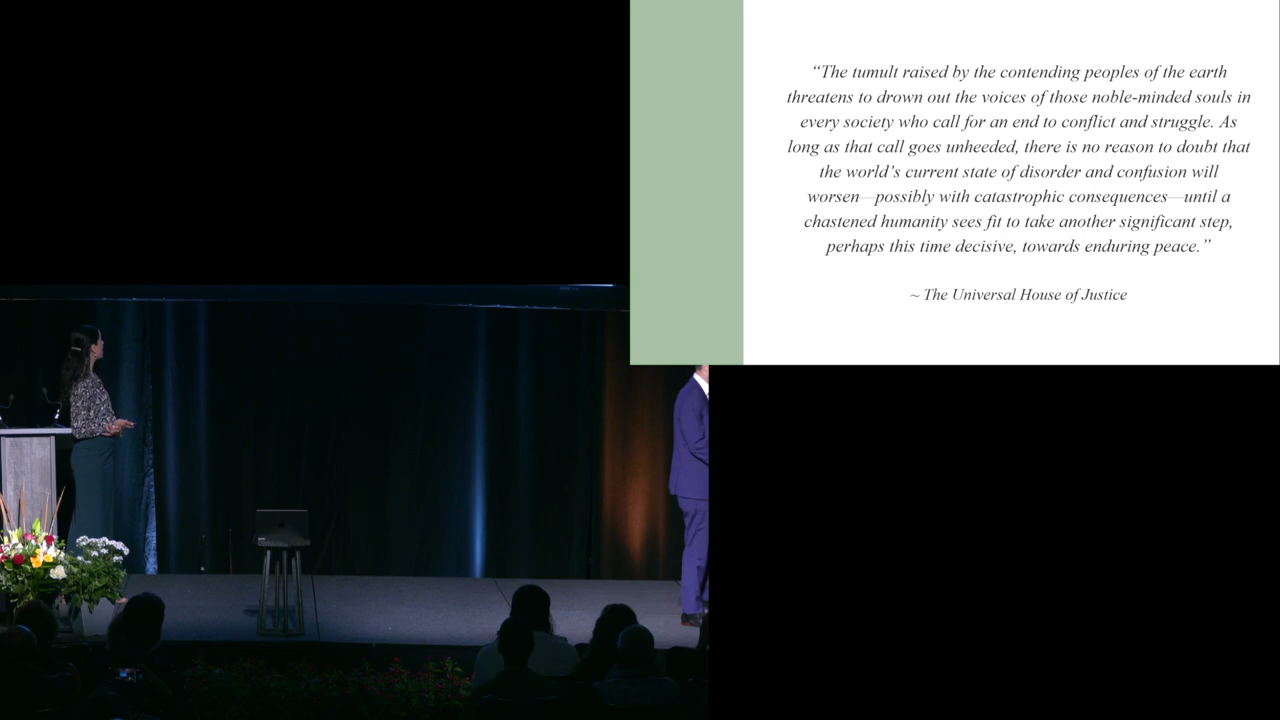 “The tumult raised by the contending peoples of the earth
threatens to drown out the voices of those noble-minded souls in
every society who call for an end to conflict and struggle. As
long as that call goes unheeded, there is no reason to doubt that
the world’s current state of disorder and confusion will
worsen—possibly with catastrophic consequences—until a
chastened humanity sees fit to take another significant step,
perhaps this time decisive, towards enduring peace.”
~ The Universal House of Justice